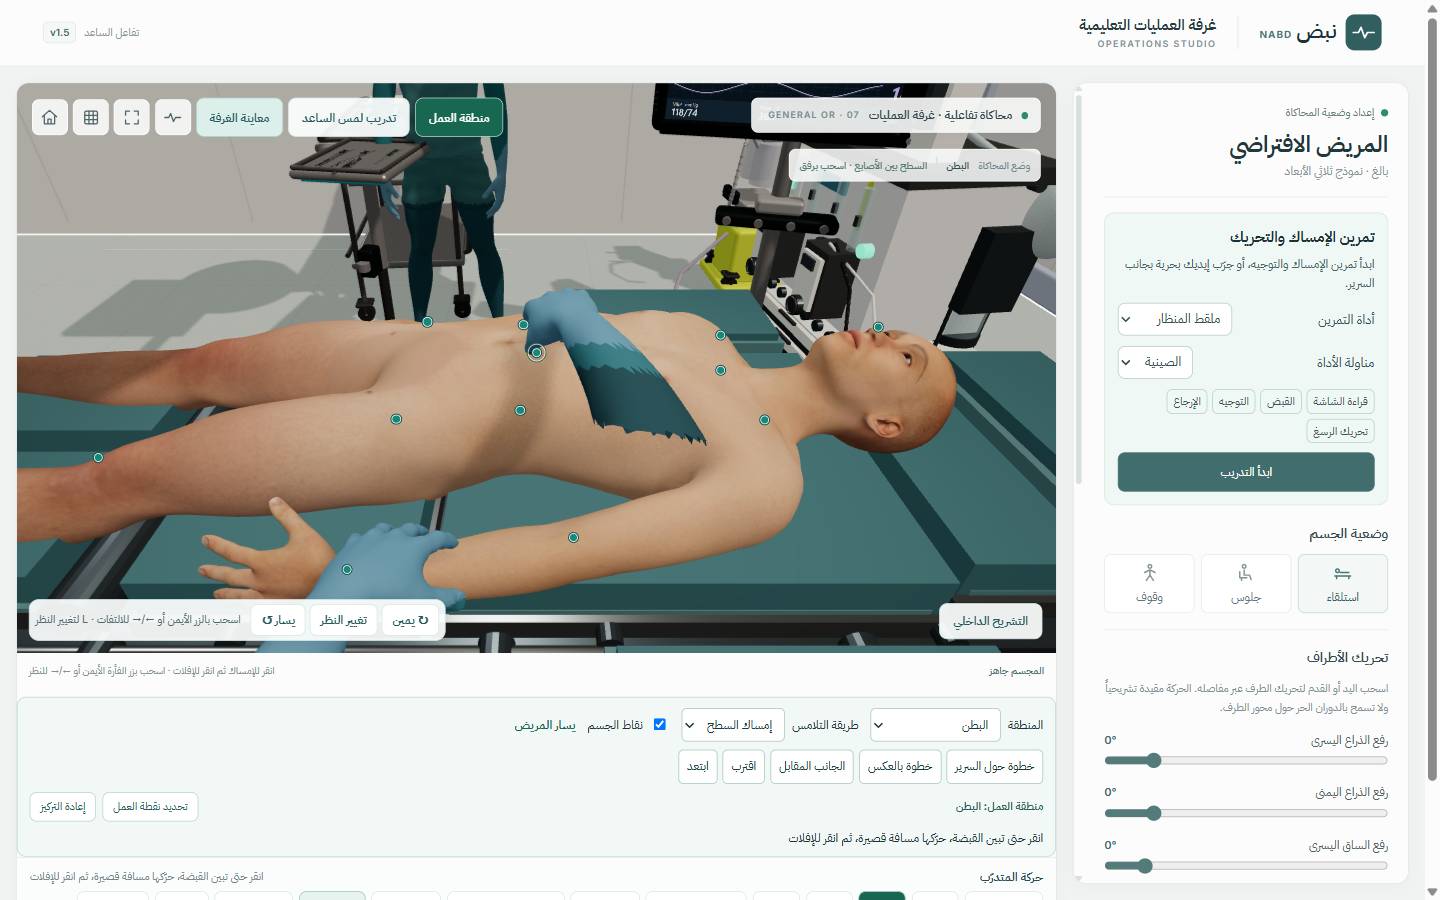 نبض NABD
غرفة العمليات التعليمية
OPERATIONS STUDIO
تفاعل الساعد v1.5
إعداد وضعية المحاكاة
المريض الافتراضي
بالغ · نموذج ثلاثي الأبعاد
تمرين الإمساك والتحريك
ابدأ تمرين الإمساك والتوجيه، أو جرّب إيديك بحرية بجانب
السرير.
أداة التمرين ملقط المنظار
مناولة الأداة الصينية
قراءة الشاشة القبض التوجيه الإرجاع
تحريك الرسغ
ابدأ التدريب
وضعية الجسم
استلقاء جلوس وقوف
تحريك الأطراف
اسحب اليد أو القدم لتحريك الطرف عبر مفاصله. الحركة مقيدة تشريحياً
ولا تسمح بالدوران الحر حول محور الطرف.
رفع الذراع اليسرى 0°
رفع الذراع اليمنى 0°
رفع الساق اليسرى 0°
محاكاة تفاعلية · غرفة العمليات GENERAL OR · 07
منطقة العمل تدريب لمس الساعد معاينة الغرفة
118/74
وضع المحاكاة البطن السطح بين الأصابع · اسحب برفق
التشريح الداخلي
↻ يمين تغيير النظر يسار ↺ اسحب بالزر الأيمن أو ←/→ للالتفات · L لتغيير النظر
المجسم جاهز
انقر للإمساك ثم انقر للإفلات · اسحب بزر الفأرة الأيمن أو ←/→ للنظر
المنطقة البطن طريقة التلامس إمساك السطح نقاط الجسم يسار المريض
خطوة حول السرير خطوة بالعكس الجانب المقابل اقترب ابتعد
منطقة العمل: البطن تحديد نقطة العمل إعادة التركيز
انقر حتى تبين القبضة، حرّكها مسافة قصيرة، ثم انقر للإفلات
حركة المتدرّب
انقر حتى تبين القبضة، حرّكها مسافة قصيرة، ثم انقر للإفلات